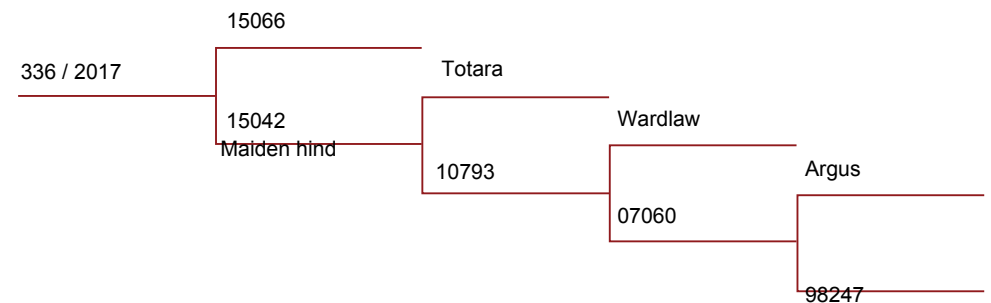 15066
336 / 2017
Totara
15042
Maiden hind
Wardlaw
10793
Argus
07060
98247